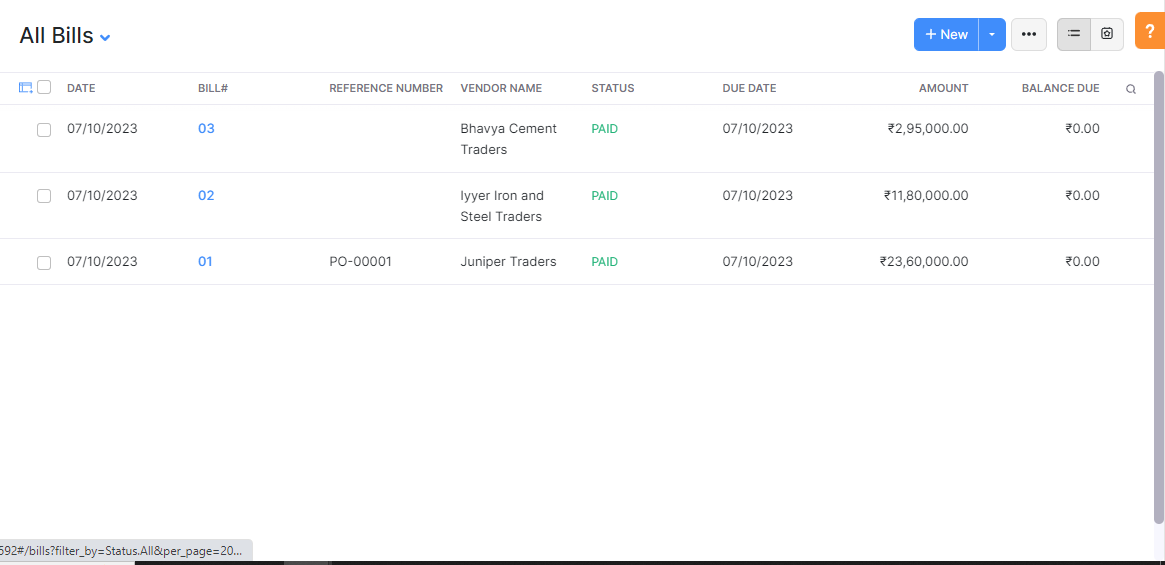 All Bills
+ New
?
DATE BILL# REFERENCE NUMBER VENDOR NAME STATUS DUE DATE AMOUNT BALANCE DUE
07/10/2023 03 Bhavya Cement Traders PAID 07/10/2023 ₹2,95,000.00 ₹0.00
07/10/2023 02 Iyyer Iron and Steel Traders PAID 07/10/2023 ₹11,80,000.00 ₹0.00
07/10/2023 01 PO-00001 Juniper Traders PAID 07/10/2023 ₹23,60,000.00 ₹0.00
592#/bills?filter_by=Status.All&per_page=20...